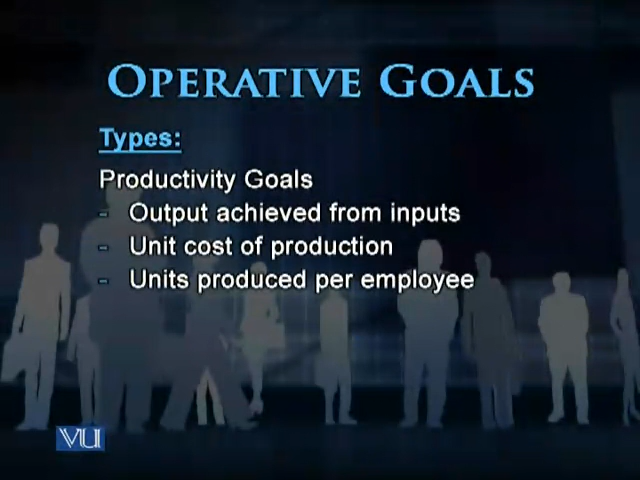 OPERATIVE GOALS
Types:
Productivity Goals
- Output achieved from inputs
- Unit cost of production
- Units produced per employee
VU